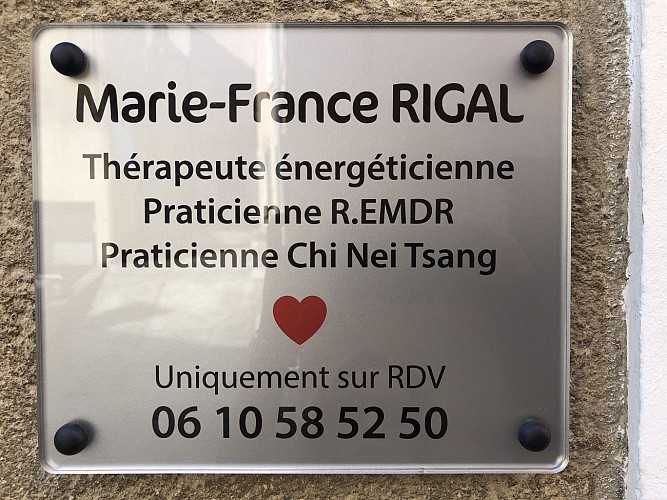 Marie-France RIGAL
Thérapeute énergéticienne
Praticienne R.EMDR
Praticienne Chi Nei Tsang
Uniquement sur RDV
06 10 58 52 50